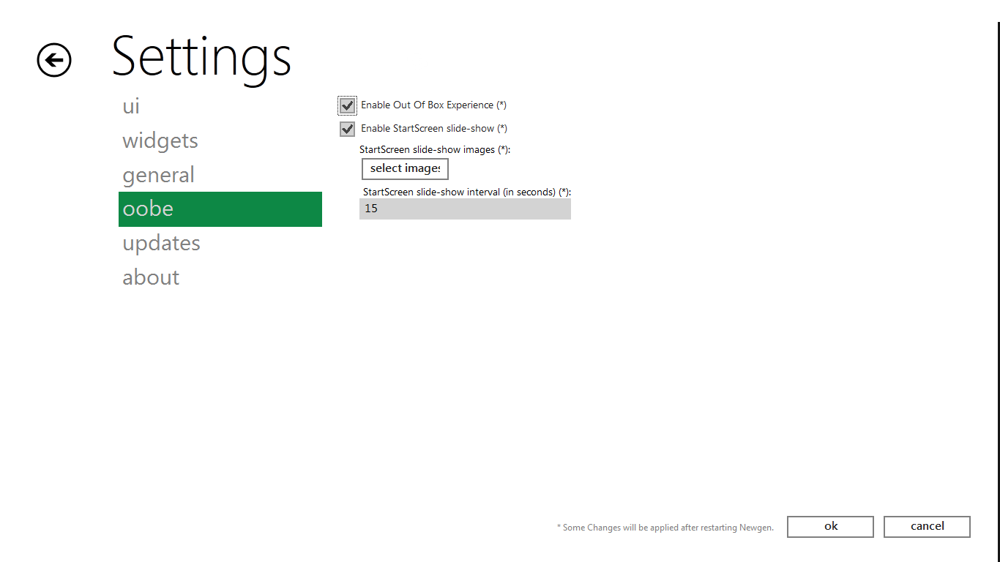 Settings
ui
widgets
general
oobe
updates
about
Enable Out Of Box Experience (*)
Enable StartScreen slide-show (*)
StartScreen slide-show images (*):
select images
StartScreen slide-show interval (in seconds) (*):
15
* Some Changes will be applied after restarting Newgen.
ok
cancel